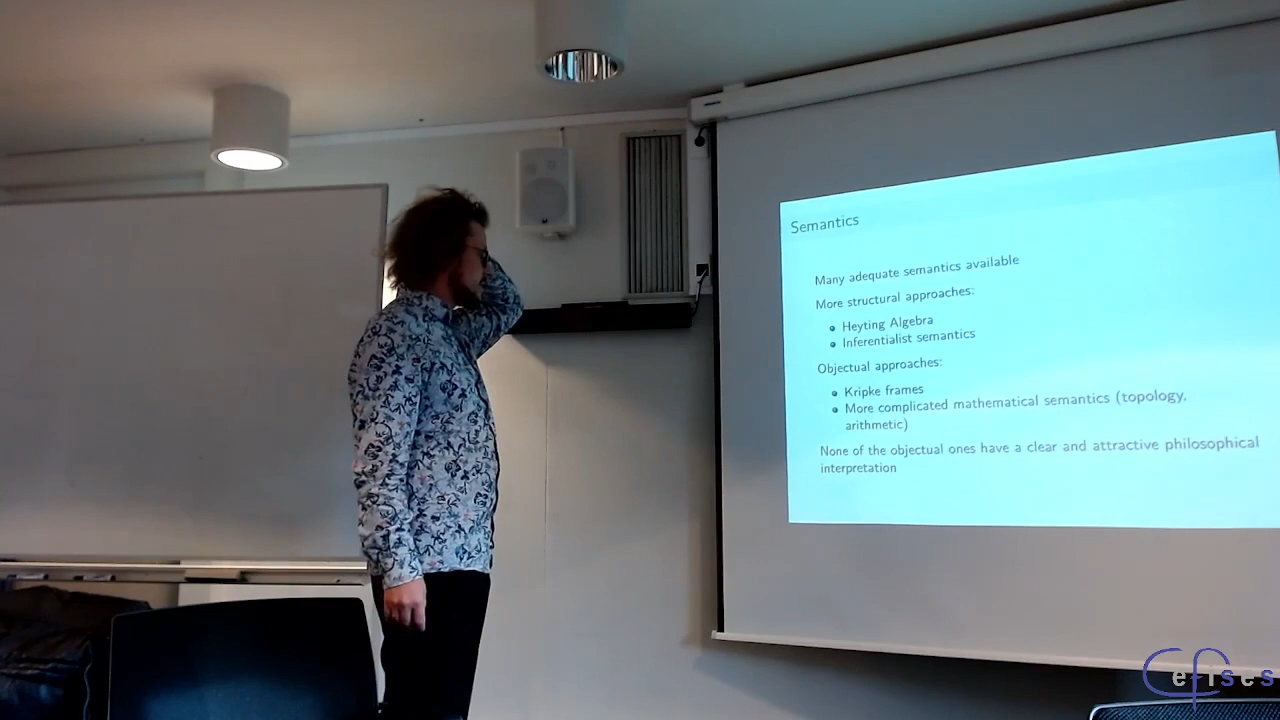 Semantics
Many adequate semantics available
More structural approaches:
Heyting Algebra
Inferentialist semantics
Objectual approaches:
Kripke frames
More complicated mathematical semantics (topology,
arithmetic)
None of the objectual ones have a clear and attractive philosophical
interpretation
Cefises